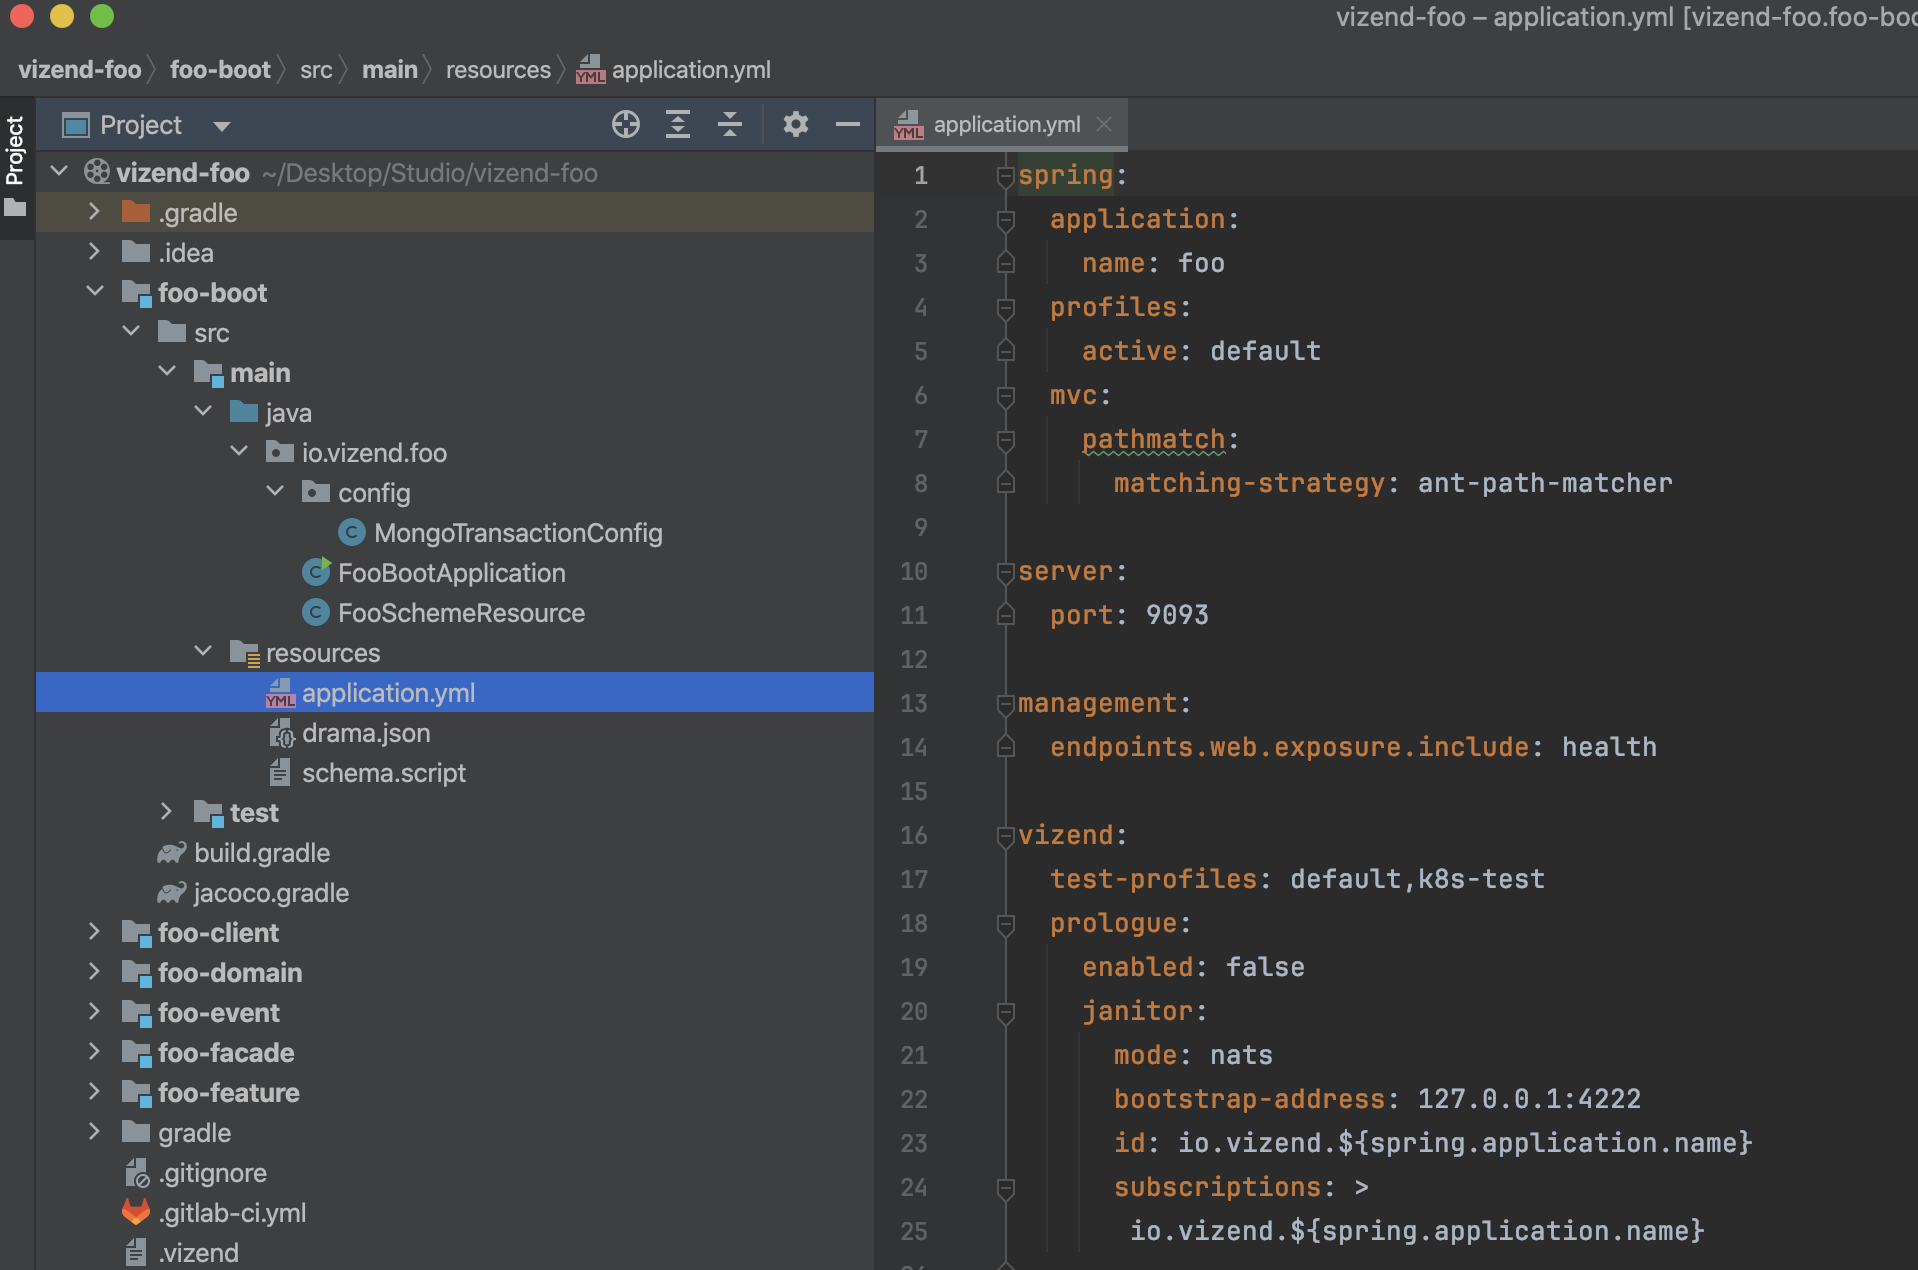 vizend-foo – application.yml [vizend-foo.foo-boo
vizend-foo
foo-boot
src
main
resources
YML application.yml
Project
Project
vizend-foo ~/Desktop/Studio/vizend-foo
.gradle
.idea
foo-boot
src
main
java
io.vizend.foo
config
C MongoTransactionConfig
C FooBootApplication
C FooSchemeResource
resources
YML application.yml
drama.json
schema.script
test
build.gradle
jacoco.gradle
foo-client
foo-domain
foo-event
foo-facade
foo-feature
gradle
.gitignore
.gitlab-ci.yml
.vizend
YML application.yml
1 spring:
2 application:
3 name: foo
4 profiles:
5 active: default
6 mvc:
7 pathmatch:
8 matching-strategy: ant-path-matcher
9
10 server:
11 port: 9093
12
13 management:
14 endpoints.web.exposure.include: health
15
16 vizend:
17 test-profiles: default,k8s-test
18 prologue:
19 enabled: false
20 janitor:
21 mode: nats
22 bootstrap-address: 127.0.0.1:4222
23 id: io.vizend.${spring.application.name}
24 subscriptions: >
25 io.vizend.${spring.application.name}